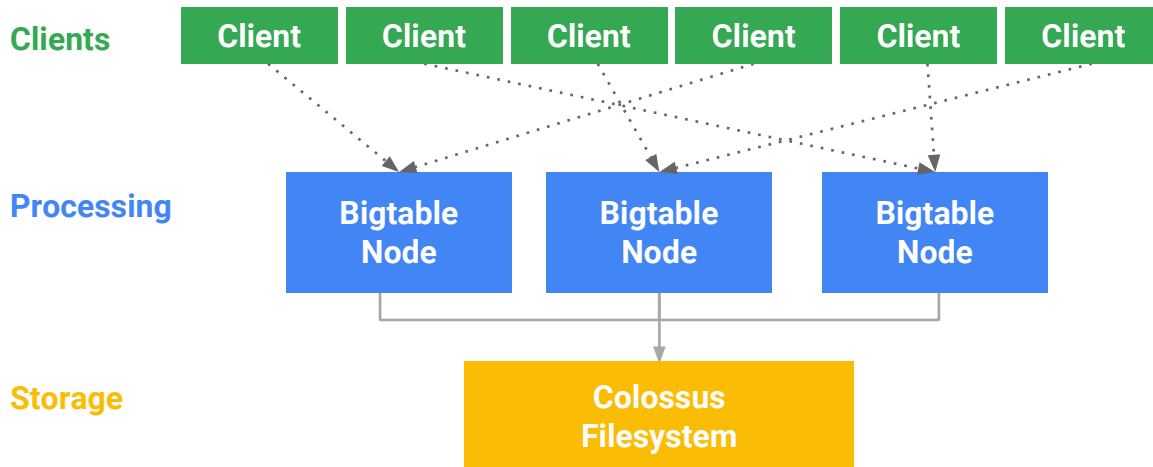 Clients
Client
Client
Client
Client
Client
Client
Processing
Bigtable
Node
Bigtable
Node
Bigtable
Node
Storage
Colossus
Filesystem